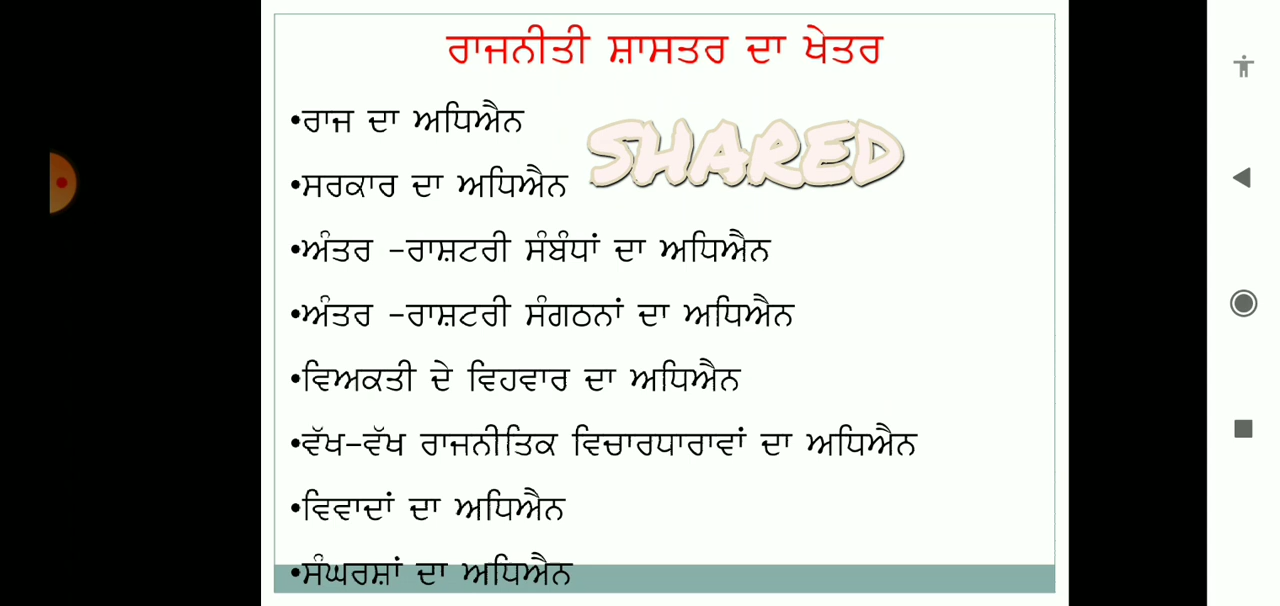 ਰਾਜਨੀਤੀ ਸ਼ਾਸਤਰ ਦਾ ਖੇਤਰ
•ਰਾਜ ਦਾ ਅਧਿਐਨ
SHARED
•ਸਰਕਾਰ ਦਾ ਅਧਿਐਨ
•ਅੰਤਰ –ਰਾਸ਼ਟਰੀ ਸੰਬੰਧਾਂ ਦਾ ਅਧਿਐਨ
•ਅੰਤਰ –ਰਾਸ਼ਟਰੀ ਸੰਗਠਨਾਂ ਦਾ ਅਧਿਐਨ
•ਵਿਅਕਤੀ ਦੇ ਵਿਹਵਾਰ ਦਾ ਅਧਿਐਨ
•ਵੱਖ–ਵੱਖ ਰਾਜਨੀਤਿਕ ਵਿਚਾਰਧਾਰਾਵਾਂ ਦਾ ਅਧਿਐਨ
•ਵਿਵਾਦਾਂ ਦਾ ਅਧਿਐਨ
•ਸੰਘਰਸ਼ਾਂ ਦਾ ਅਧਿਐਨ